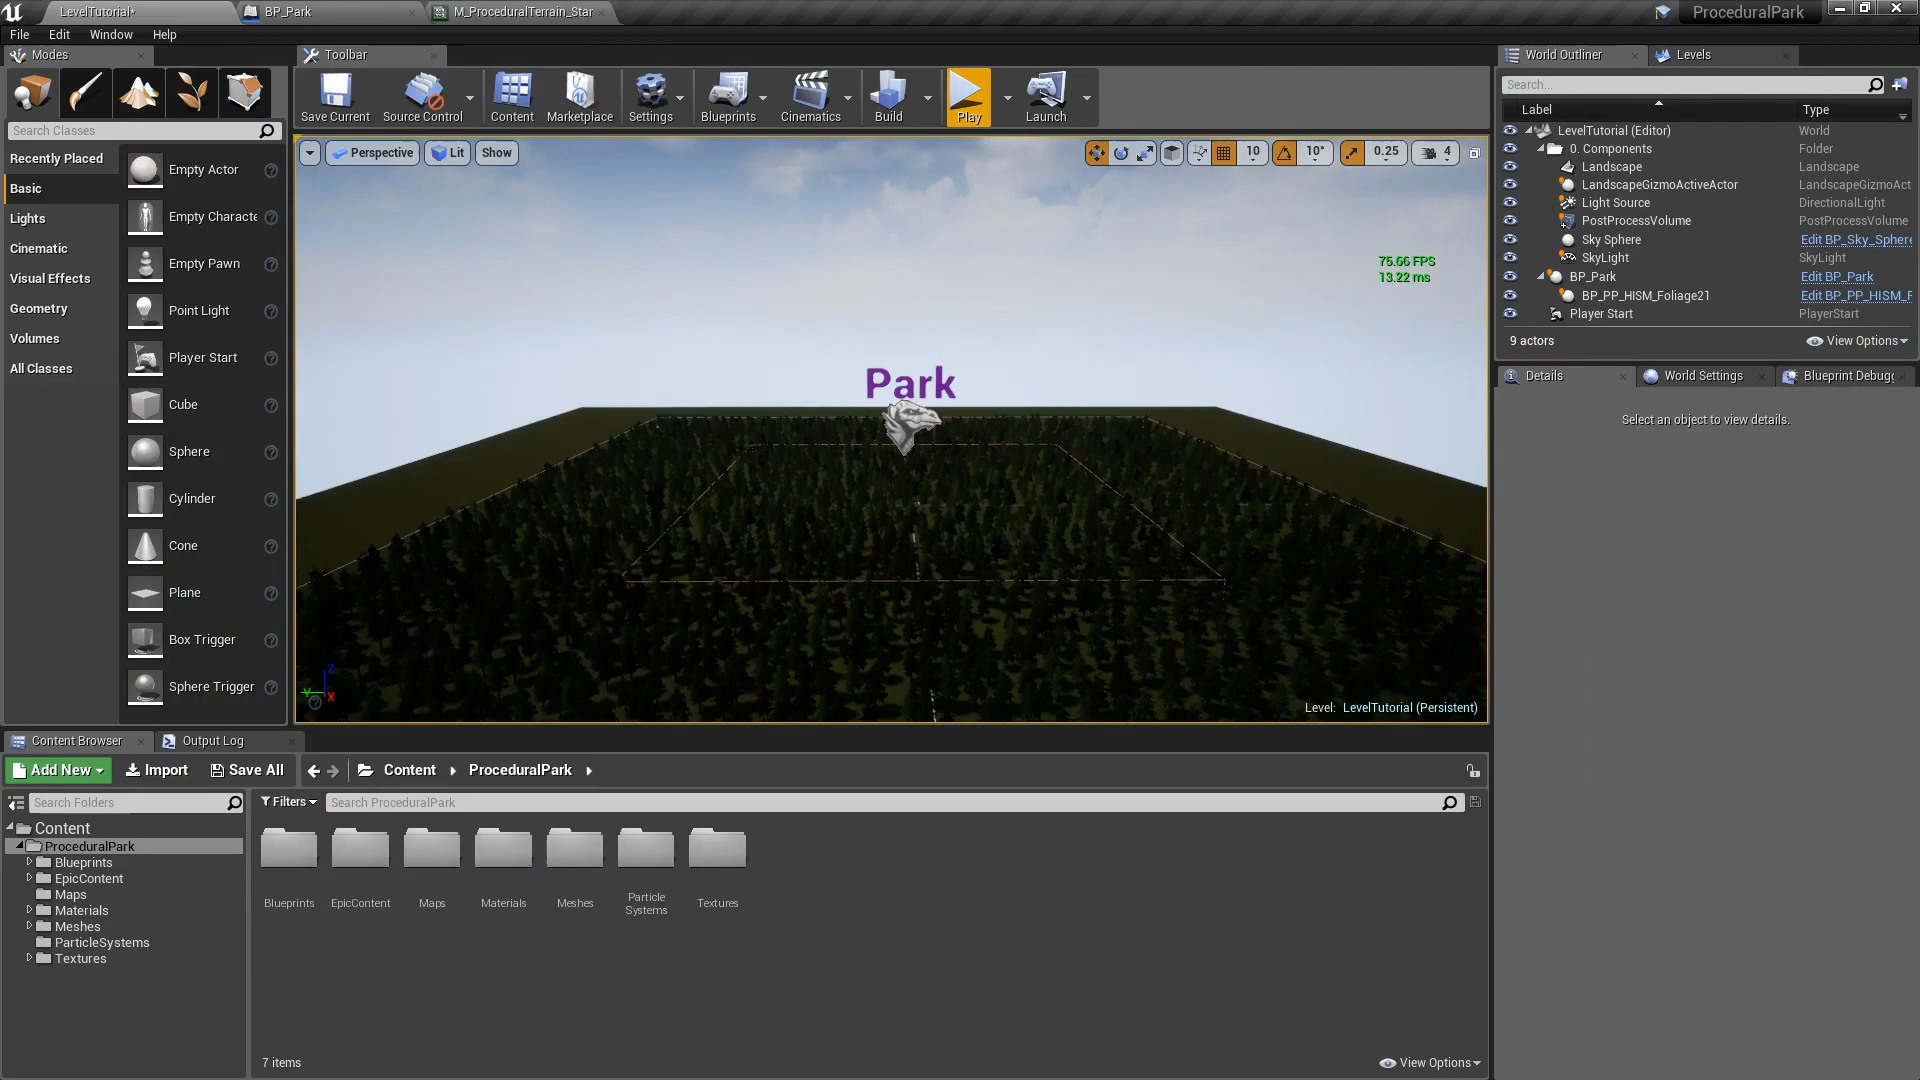 LevelTutorial*
BP_Park
M_ProceduralTerrain_Star
ProceduralPark
File Edit Window Help
Modes
Toolbar
World Outliner
Levels
Save Current
Source Control
Content
Marketplace
Settings
Blueprints
Cinematics
Build
Play
Launch
Search...
Label Type
Search Classes
Recently Placed
Basic
Lights
Cinematic
Visual Effects
Geometry
Volumes
All Classes
Empty Actor
Empty Characte
Empty Pawn
Point Light
Player Start
Cube
Sphere
Cylinder
Cone
Plane
Box Trigger
Sphere Trigger
Perspective Lit Show
10 10° 0.25 4
75.66 FPS
13.22 ms
Park
Z
Y X
Level: LevelTutorial (Persistent)
LevelTutorial (Editor) World
0. Components Folder
Landscape Landscape
LandscapeGizmoActiveActor LandscapeGizmoAct
Light Source DirectionalLight
PostProcessVolume PostProcessVolume
Sky Sphere Edit BP_Sky_Sphere
SkyLight SkyLight
BP_Park Edit BP_Park
BP_PP_HISM_Foliage21 Edit BP_PP_HISM_F
Player Start PlayerStart
9 actors View Options
Details
World Settings
Blueprint Debugg
Select an object to view details.
Content Browser
Output Log
Add New Import Save All Content ProceduralPark
Search Folders
Filters
Search ProceduralPark
Content
ProceduralPark
Blueprints
EpicContent
Maps
Materials
Meshes
ParticleSystems
Textures
Blueprints
EpicContent
Maps
Materials
Meshes
Particle
Systems
Textures
7 items
View Options